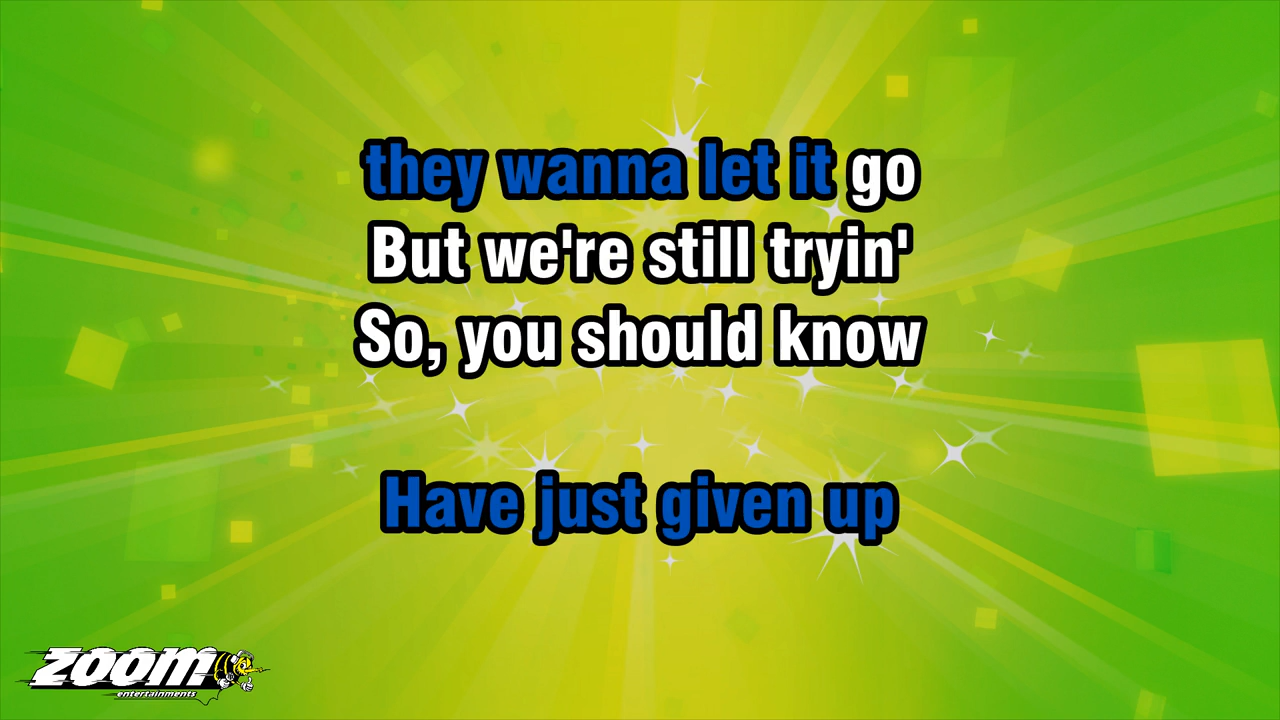 they wanna let it go
But we're still tryin'
So, you should know
Have just given up
zoom
entertainments